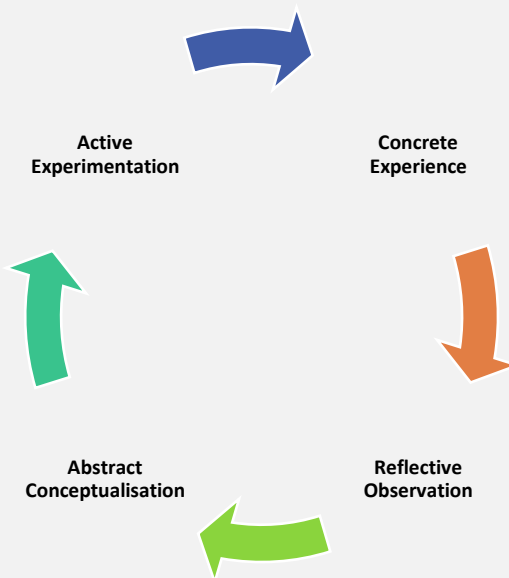 Active
Experimentation
Concrete
Experience
Abstract
Conceptualisation
Reflective
Observation